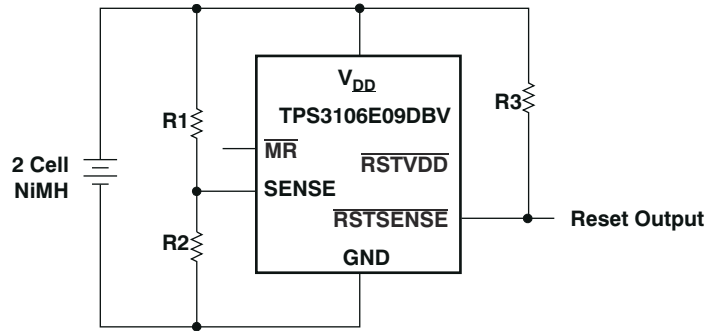 V_DD
TPS3106E09DBV
R3
R1
MR
2 Cell
NiMH
RSTVDD
SENSE
RSTSENSE
Reset Output
R2
GND